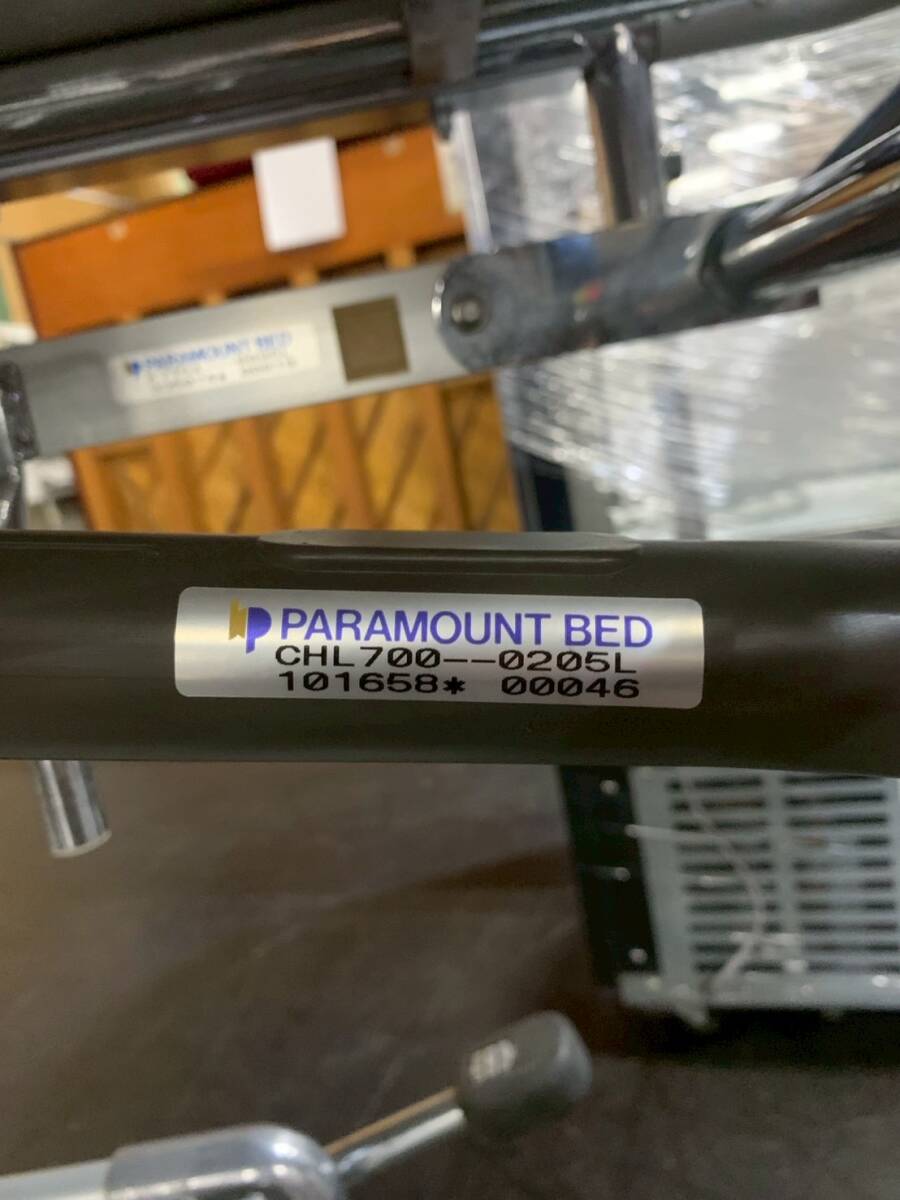 PARAMOUNT BED
PARAMOUNT BED
CHL700--0205L
101658* 00046